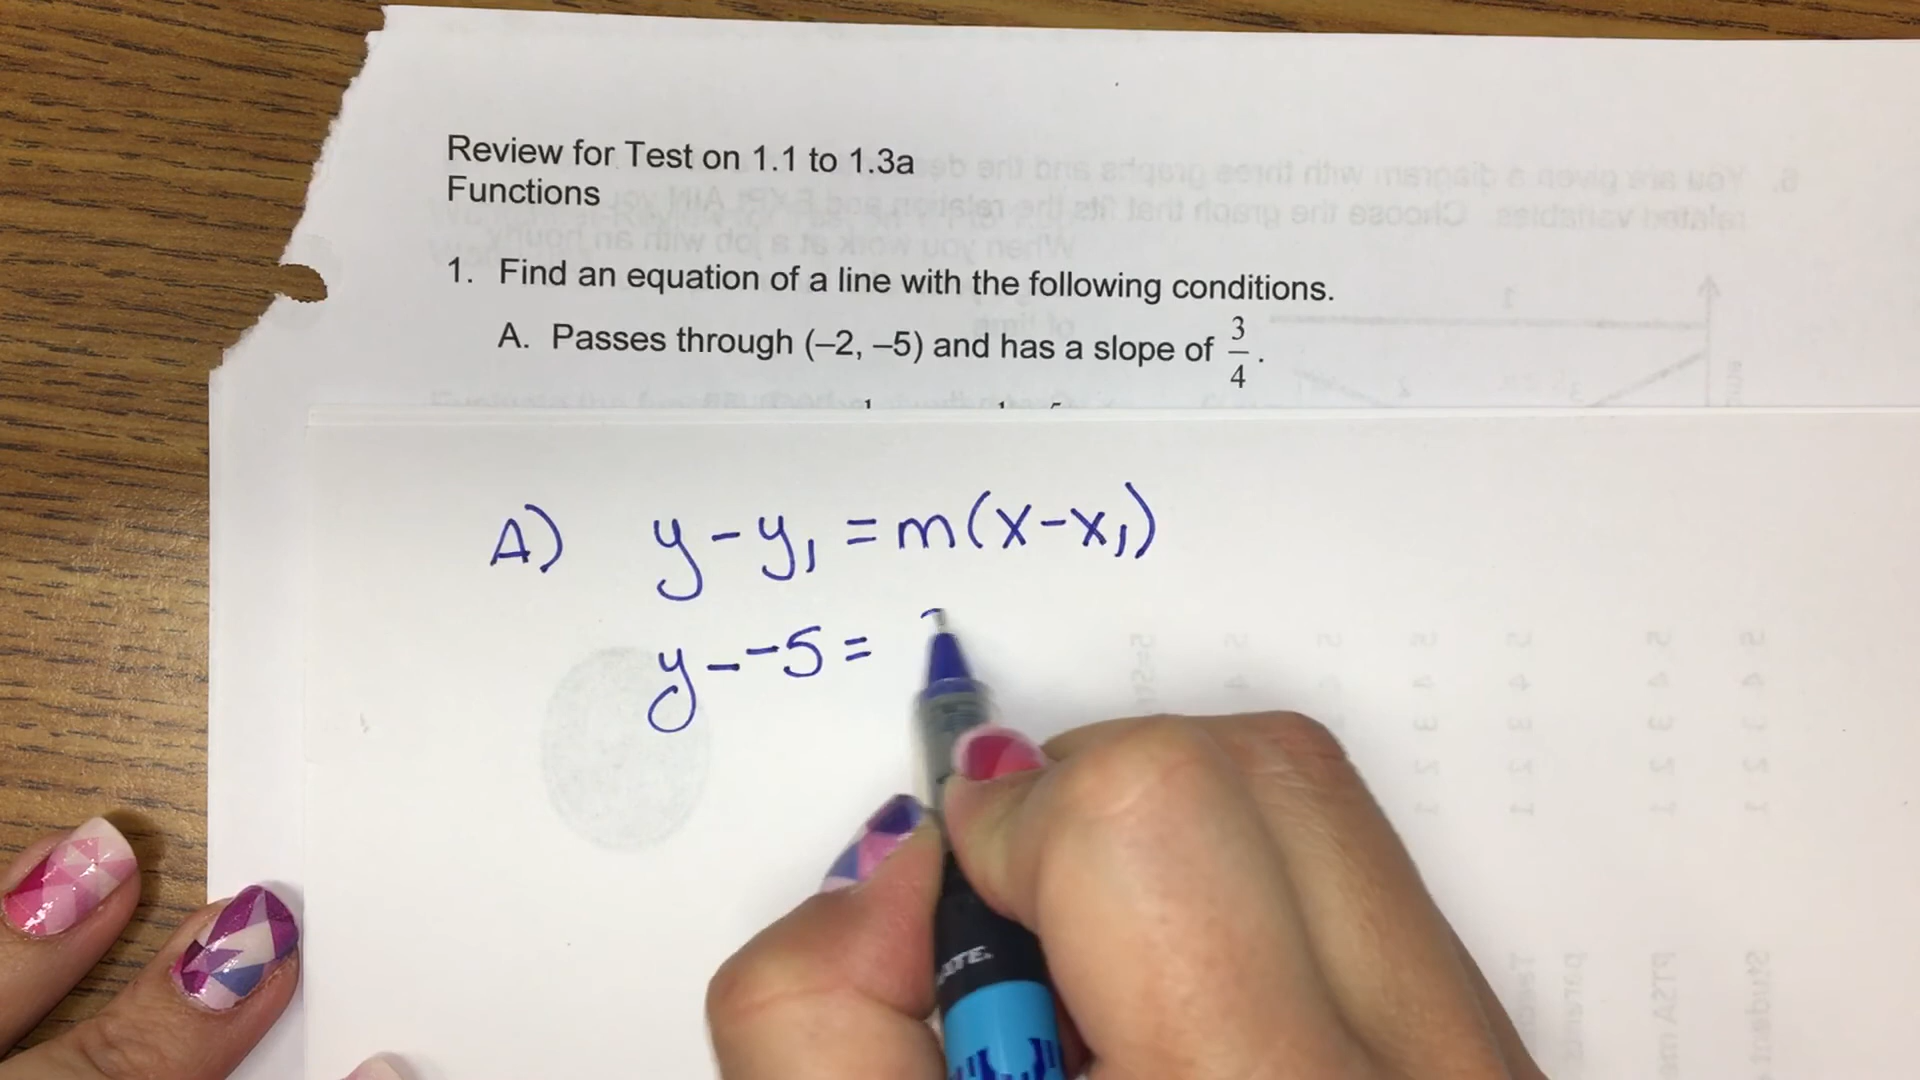 Review for Test on 1.1 to 1.3a
Functions
1. Find an equation of a line with the following conditions.
A. Passes through (–2, –5) and has a slope of 3/4.
A) y-y₁ = m(x-x₁)
y--5 =